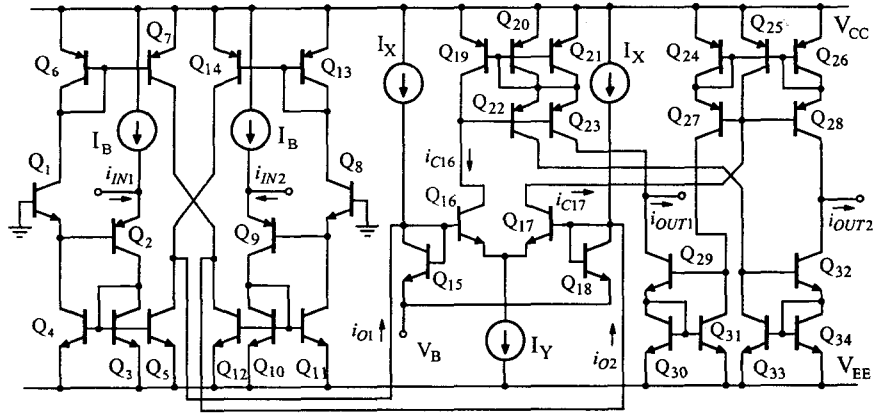 Q20
Q25
VCC
Q7
Q6
Q14
Q13
IX
Q19
Q21
IX
Q24
Q26
Q22
Q27
Q28
IB
IB
Q23
Q1
Q8
iIN1
iIN2
iC16
iC17
Q16
Q17
iOUT1
iOUT2
Q2
Q9
Q15
Q18
Q29
Q32
Q4
iO1
VB
IY
iO2
Q31
Q34
VEE
Q3
Q5
Q12
Q10
Q11
Q30
Q33